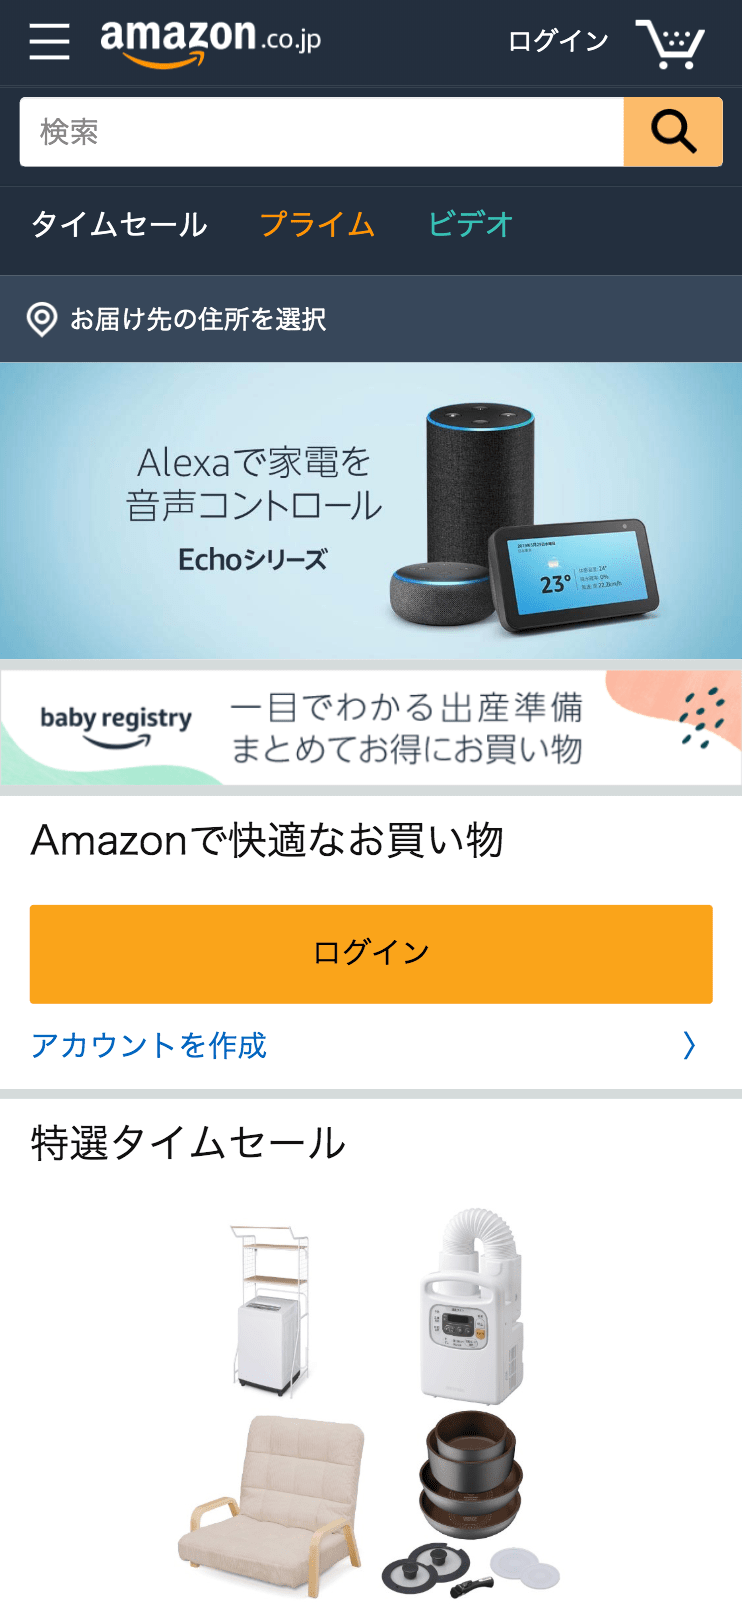 amazon.co.jp
ログイン
検索
タイムセール プライム ビデオ
お届け先の住所を選択
Alexaで家電を
音声コントロール
Echoシリーズ
23°
baby registry
一目でわかる出産準備
まとめてお得にお買い物
Amazonで快適なお買い物
ログイン
アカウントを作成
特選タイムセール